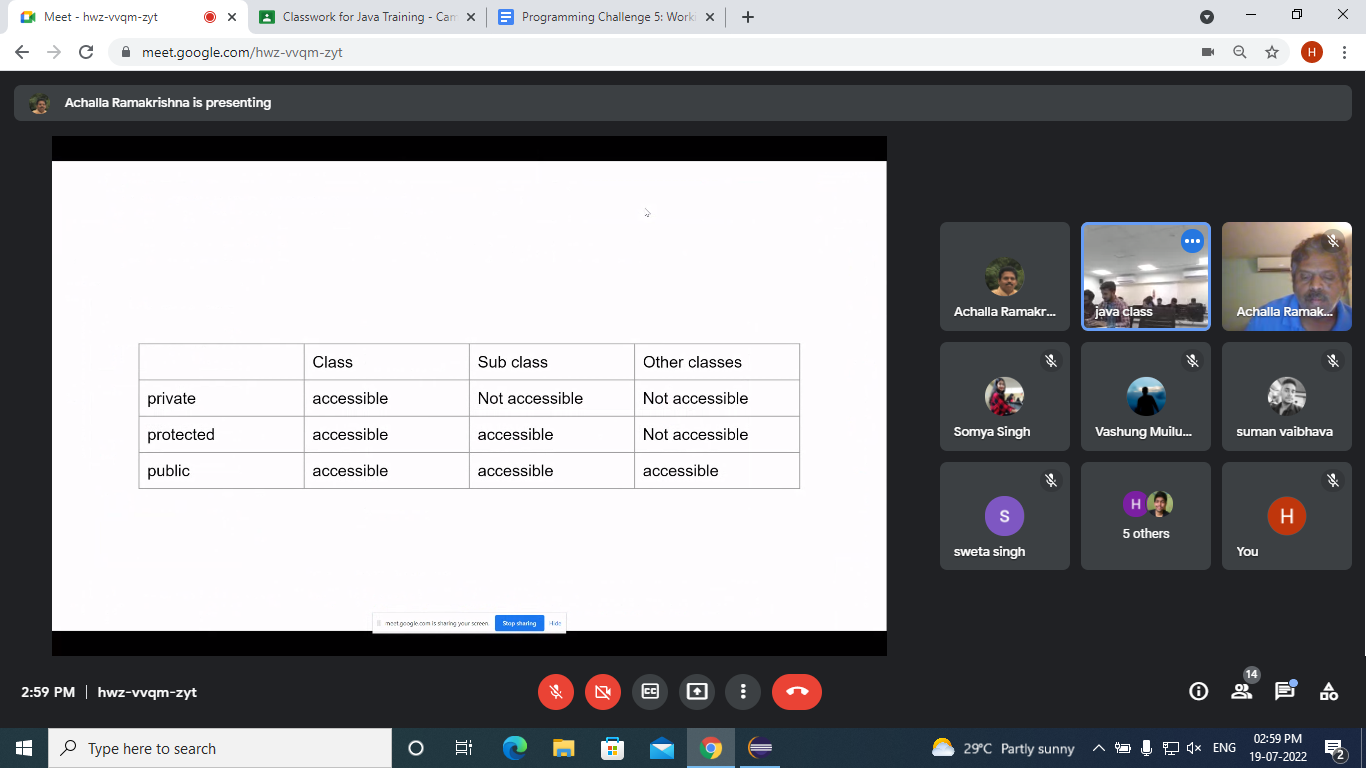 Meet - hwz-vvqm-zyt
Classwork for Java Training - Cam
Programming Challenge 5: Worki
meet.google.com/hwz-vvqm-zyt
H
Achalla Ramakrishna is presenting
Class Sub class Other classes
private accessible Not accessible Not accessible
protected accessible accessible Not accessible
public accessible accessible accessible
meet.google.com is sharing your screen. Stop sharing Hide
Achalla Ramakr...
java class
Achalla Ramak...
Somya Singh
Vashung Muilu...
suman vaibhava
S
sweta singh
H
5 others
H
You
2:59 PM | hwz-vvqm-zyt
CC
14
Type here to search
29°C Partly sunny
ENG
02:59 PM
19-07-2022
2